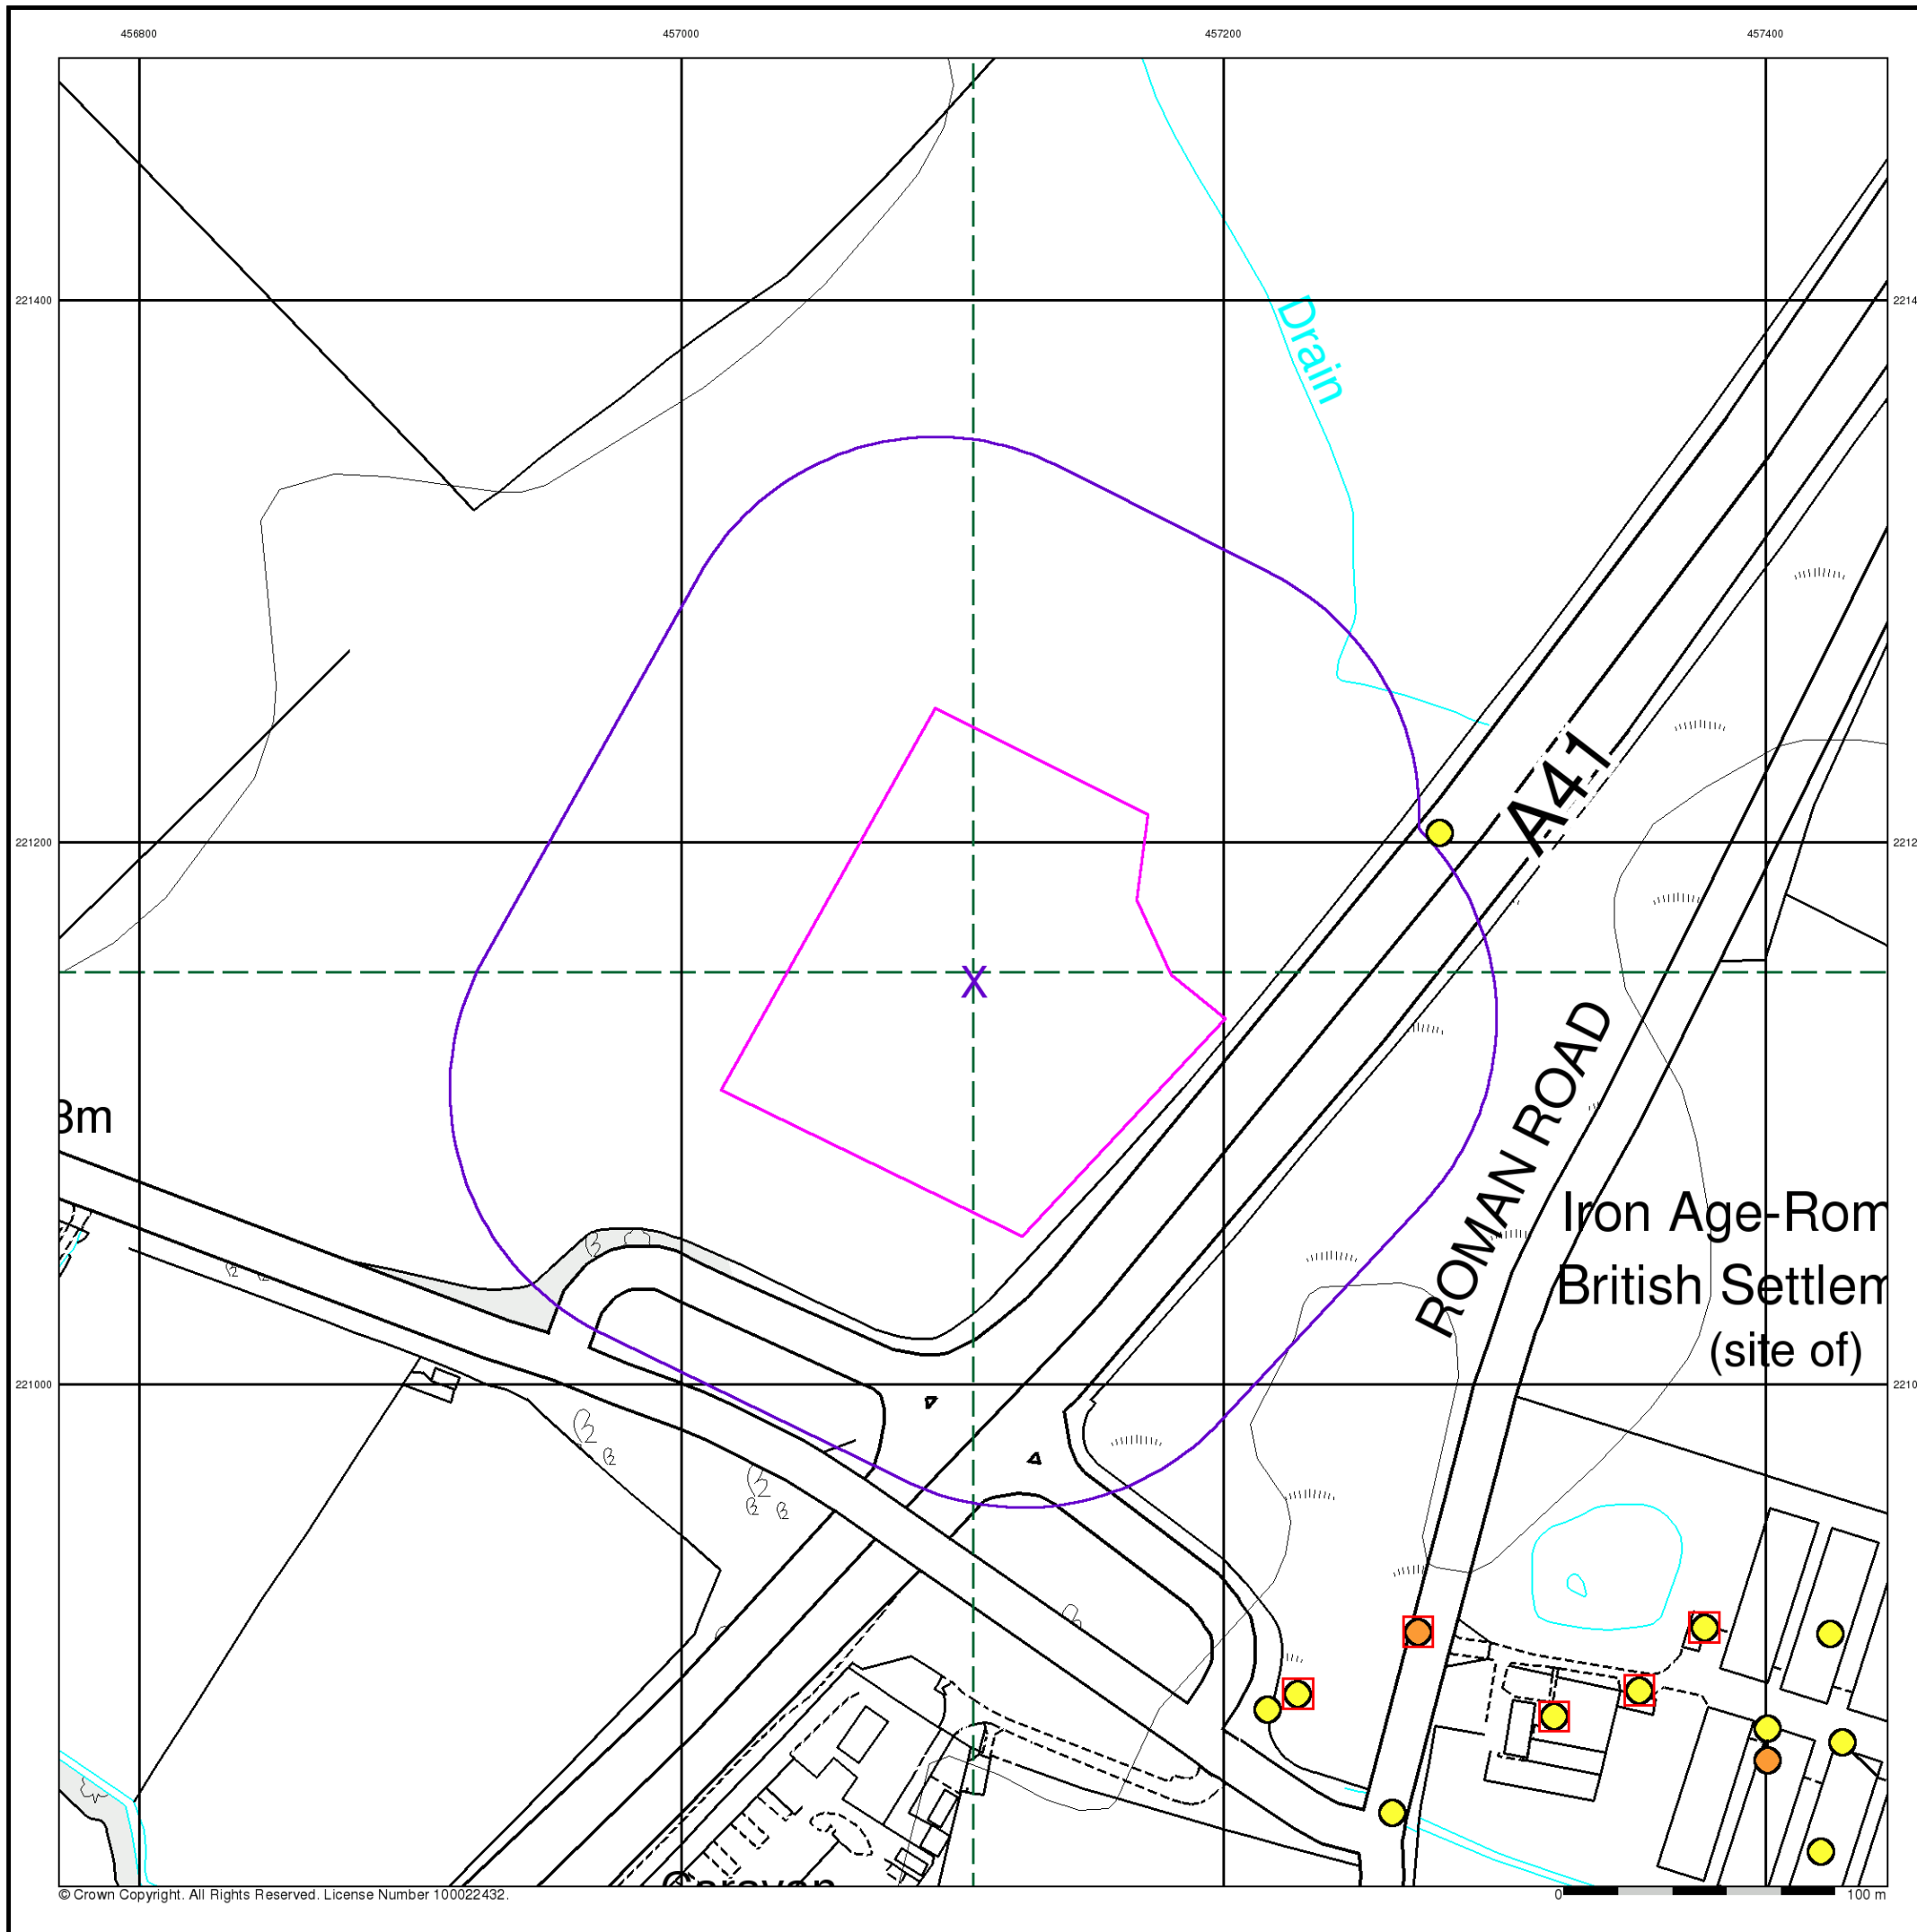 456800 457000 457200 457400
221400 2214
Drain
A41
221200 2212
X
ROMAN ROAD
3m
Iron Age-Rom
British Settlem
(site of)
221000 2210
© Crown Copyright. All Rights Reserved. License Number 100022432.
0 100 m